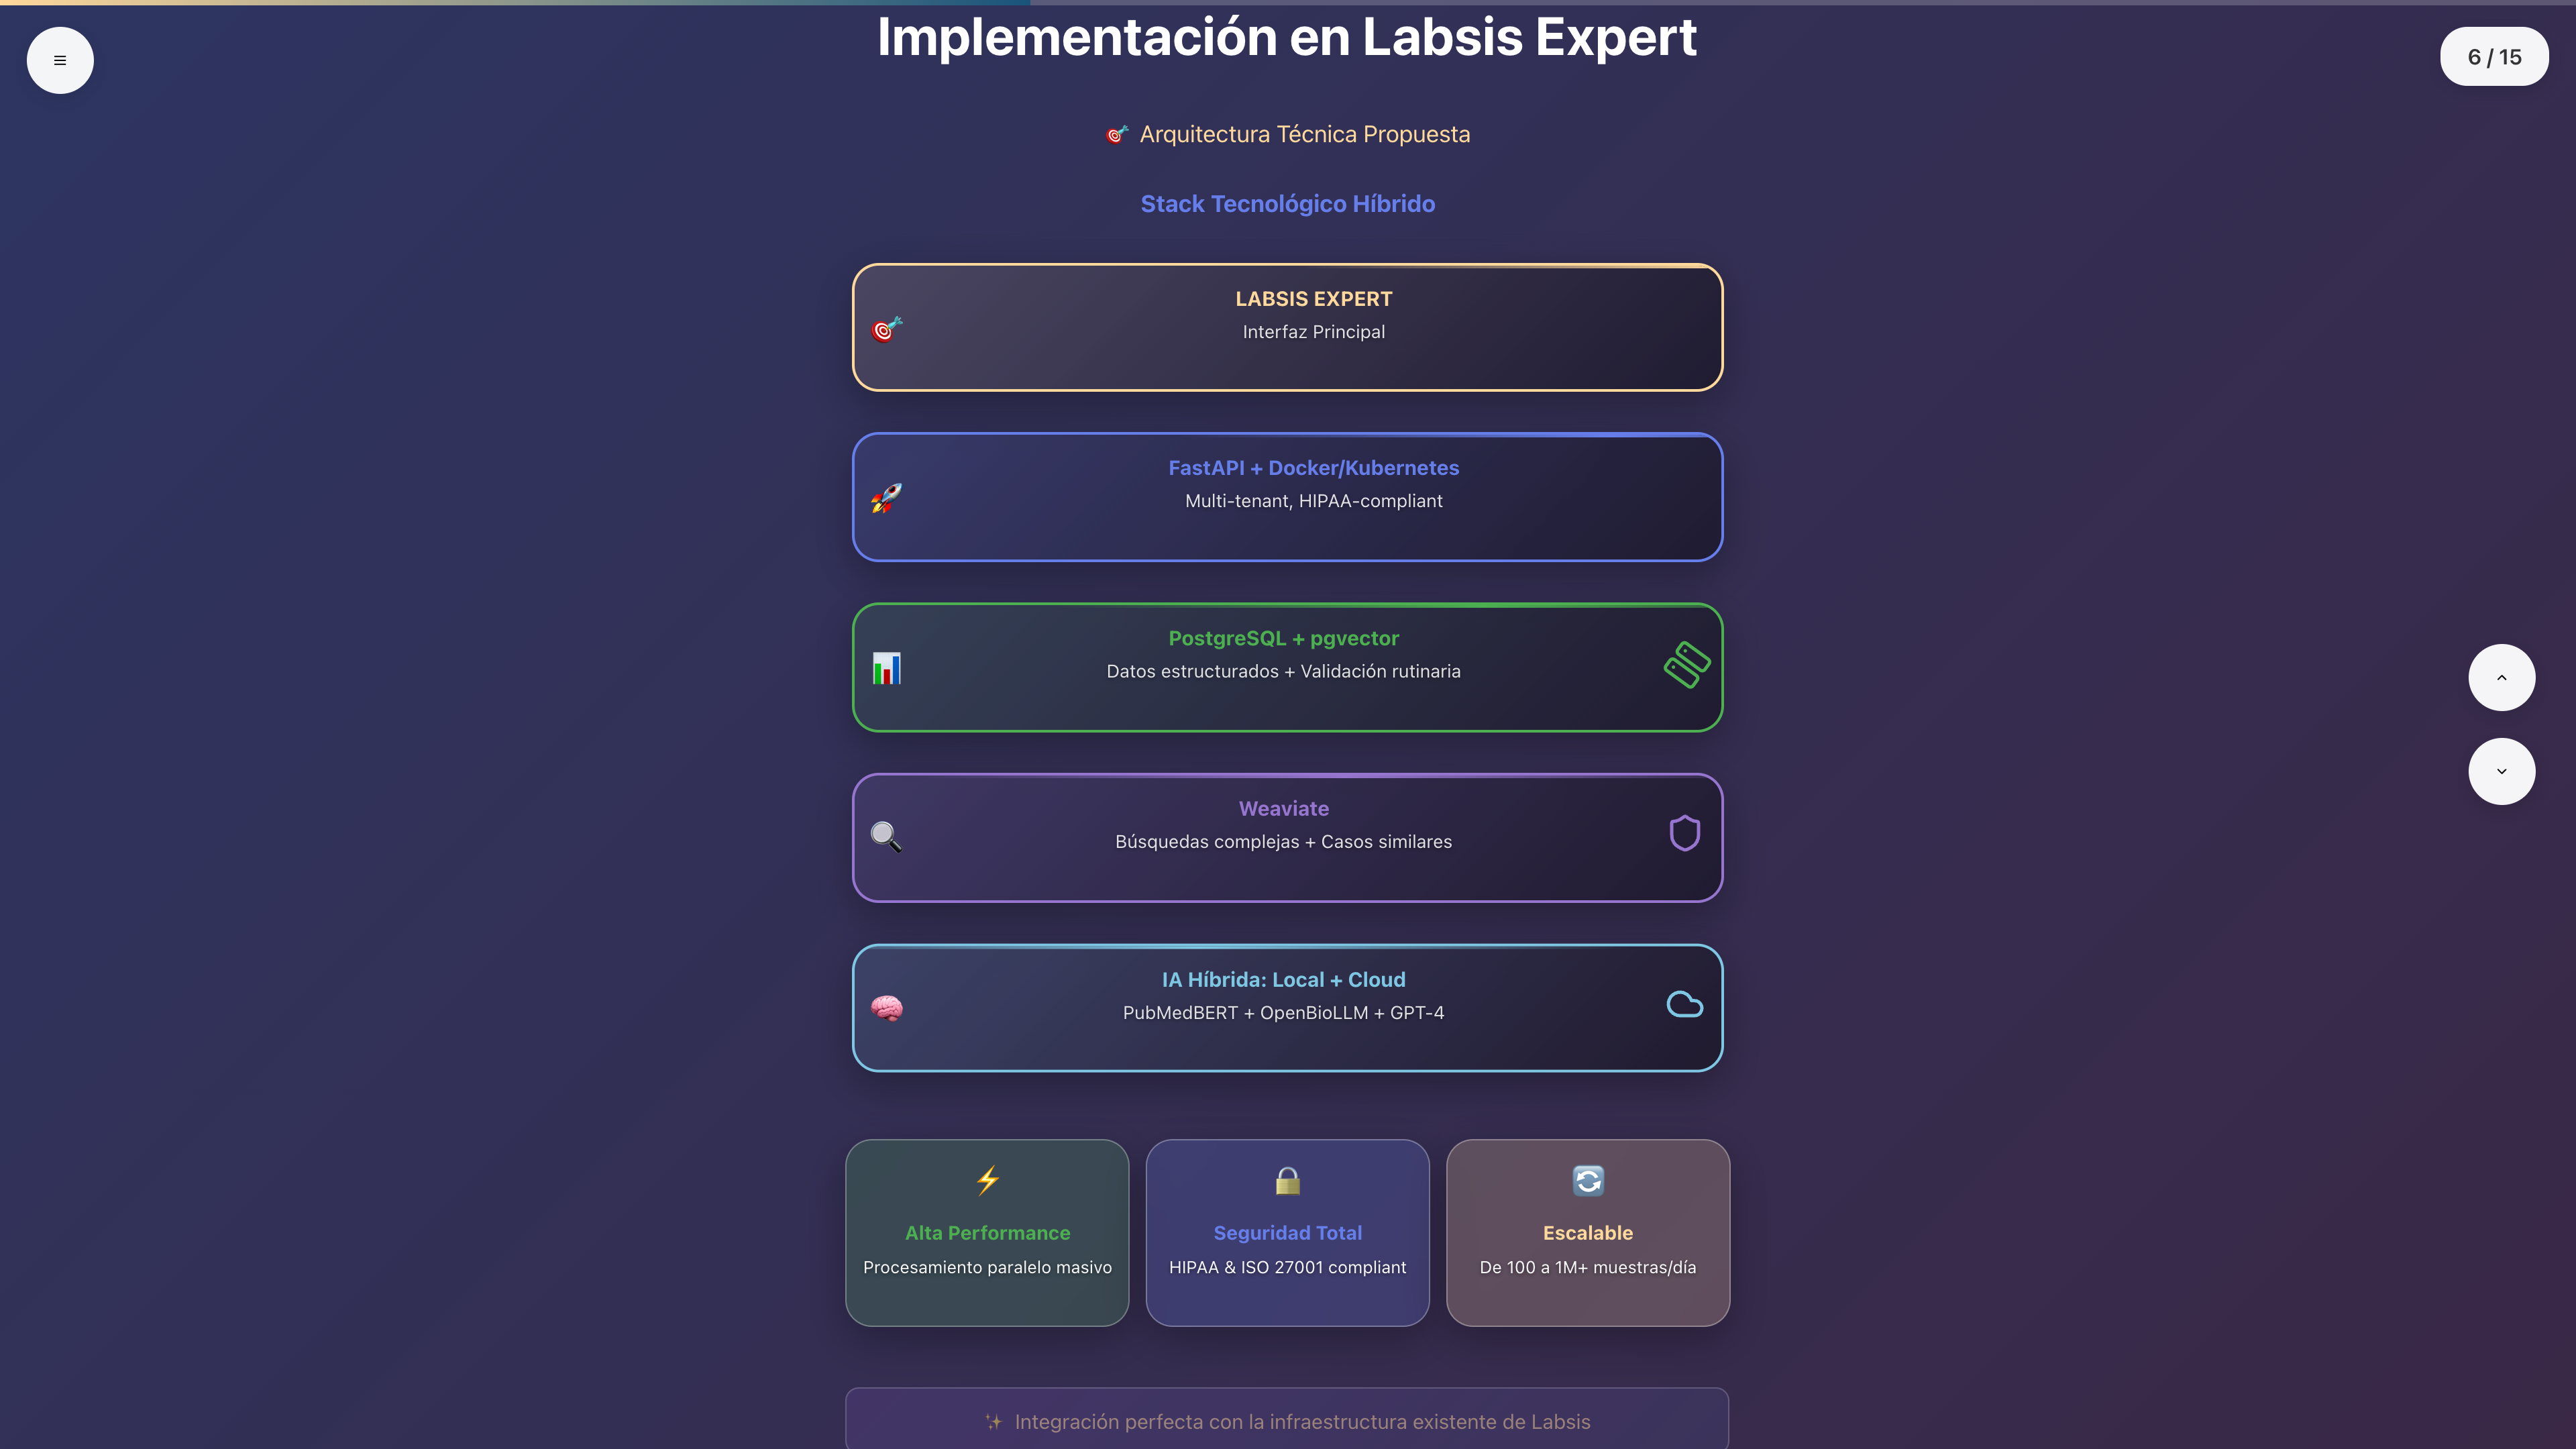 Implementación en Labsis Expert
6 / 15
🎯 Arquitectura Técnica Propuesta
Stack Tecnológico Híbrido
LABSIS EXPERT
Interfaz Principal
FastAPI + Docker/Kubernetes
Multi-tenant, HIPAA-compliant
PostgreSQL + pgvector
Datos estructurados + Validación rutinaria
Weaviate
Búsquedas complejas + Casos similares
IA Híbrida: Local + Cloud
PubMedBERT + OpenBioLLM + GPT-4
Alta Performance
Procesamiento paralelo masivo
Seguridad Total
HIPAA & ISO 27001 compliant
Escalable
De 100 a 1M+ muestras/día
✨ Integración perfecta con la infraestructura existente de Labsis